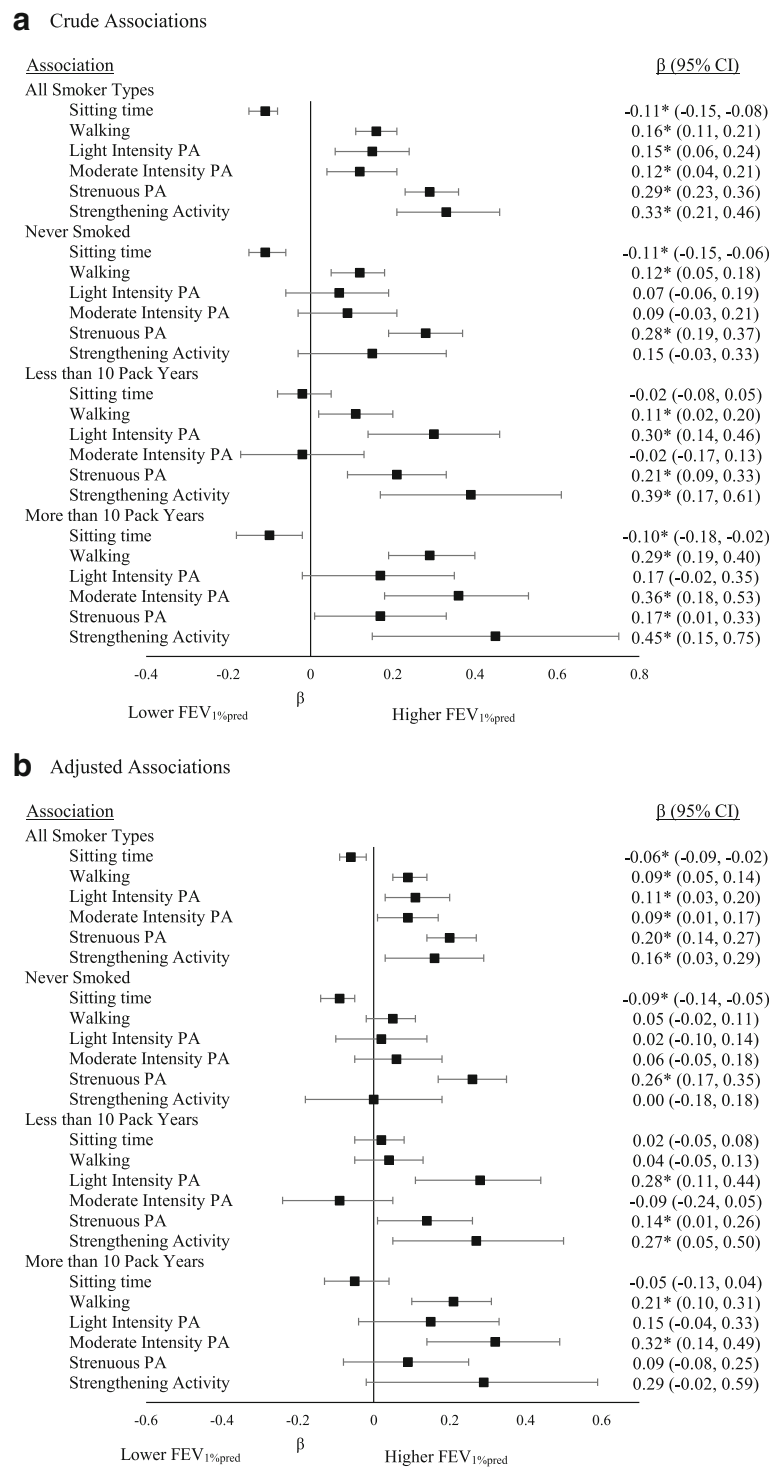 a Crude Associations
Association β (95% CI)
All Smoker Types
Sitting time -0.11* (-0.15, -0.08)
Walking 0.16* (0.11, 0.21)
Light Intensity PA 0.15* (0.06, 0.24)
Moderate Intensity PA 0.12* (0.04, 0.21)
Strenuous PA 0.29* (0.23, 0.36)
Strengthening Activity 0.33* (0.21, 0.46)
Never Smoked
Sitting time -0.11* (-0.15, -0.06)
Walking 0.12* (0.05, 0.18)
Light Intensity PA 0.07 (-0.06, 0.19)
Moderate Intensity PA 0.09 (-0.03, 0.21)
Strenuous PA 0.28* (0.19, 0.37)
Strengthening Activity 0.15 (-0.03, 0.33)
Less than 10 Pack Years
Sitting time -0.02 (-0.08, 0.05)
Walking 0.11* (0.02, 0.20)
Light Intensity PA 0.30* (0.14, 0.46)
Moderate Intensity PA -0.02 (-0.17, 0.13)
Strenuous PA 0.21* (0.09, 0.33)
Strengthening Activity 0.39* (0.17, 0.61)
More than 10 Pack Years
Sitting time -0.10* (-0.18, -0.02)
Walking 0.29* (0.19, 0.40)
Light Intensity PA 0.17 (-0.02, 0.35)
Moderate Intensity PA 0.36* (0.18, 0.53)
Strenuous PA 0.17* (0.01, 0.33)
Strengthening Activity 0.45* (0.15, 0.75)
-0.4 -0.2 0 0.2 0.4 0.6 0.8
β
Lower FEV1%pred Higher FEV1%pred
b Adjusted Associations
Association β (95% CI)
All Smoker Types
Sitting time -0.06* (-0.09, -0.02)
Walking 0.09* (0.05, 0.14)
Light Intensity PA 0.11* (0.03, 0.20)
Moderate Intensity PA 0.09* (0.01, 0.17)
Strenuous PA 0.20* (0.14, 0.27)
Strengthening Activity 0.16* (0.03, 0.29)
Never Smoked
Sitting time -0.09* (-0.14, -0.05)
Walking 0.05 (-0.02, 0.11)
Light Intensity PA 0.02 (-0.10, 0.14)
Moderate Intensity PA 0.06 (-0.05, 0.18)
Strenuous PA 0.26* (0.17, 0.35)
Strengthening Activity 0.00 (-0.18, 0.18)
Less than 10 Pack Years
Sitting time 0.02 (-0.05, 0.08)
Walking 0.04 (-0.05, 0.13)
Light Intensity PA 0.28* (0.11, 0.44)
Moderate Intensity PA -0.09 (-0.24, 0.05)
Strenuous PA 0.14* (0.01, 0.26)
Strengthening Activity 0.27* (0.05, 0.50)
More than 10 Pack Years
Sitting time -0.05 (-0.13, 0.04)
Walking 0.21* (0.10, 0.31)
Light Intensity PA 0.15 (-0.04, 0.33)
Moderate Intensity PA 0.32* (0.14, 0.49)
Strenuous PA 0.09 (-0.08, 0.25)
Strengthening Activity 0.29 (-0.02, 0.59)
-0.6 -0.4 -0.2 0 0.2 0.4 0.6
β
Lower FEV1%pred Higher FEV1%pred